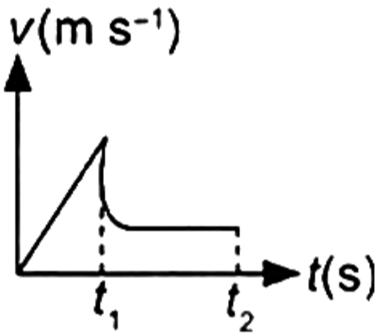 v(m s⁻¹)
t₁
t₂
t(s)